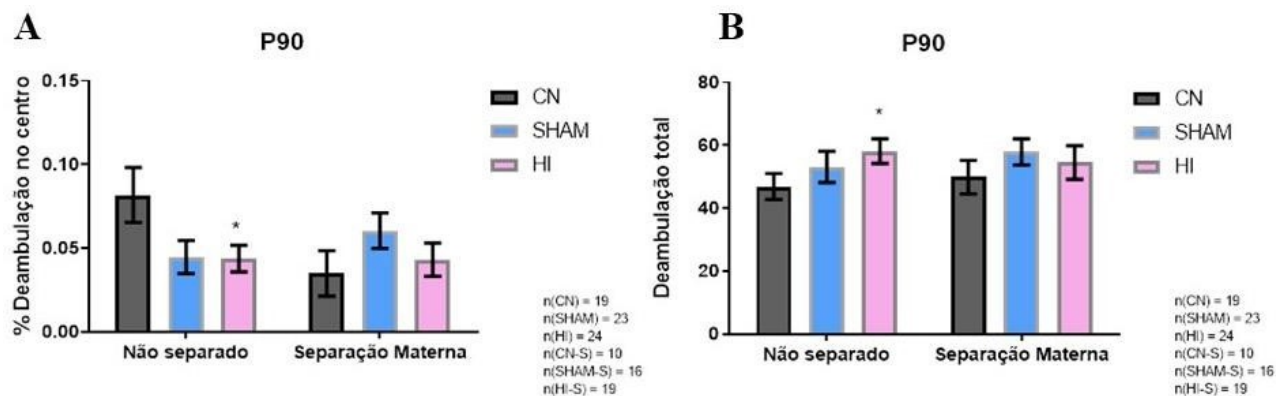 A
P90
% Deambulação no centro
0.15
0.10
0.05
0.00
*
Não separado
Separação Materna
CN
SHAM
HI
n(CN) = 19
n(SHAM) = 23
n(HI) = 24
n(CN-S) = 10
n(SHAM-S) = 16
n(HI-S) = 19
B
P90
Deambulação total
80
60
40
20
0
*
Não separado
Separação Materna
CN
SHAM
HI
n(CN) = 19
n(SHAM) = 23
n(HI) = 24
n(CN-S) = 10
n(SHAM-S) = 16
n(HI-S) = 19